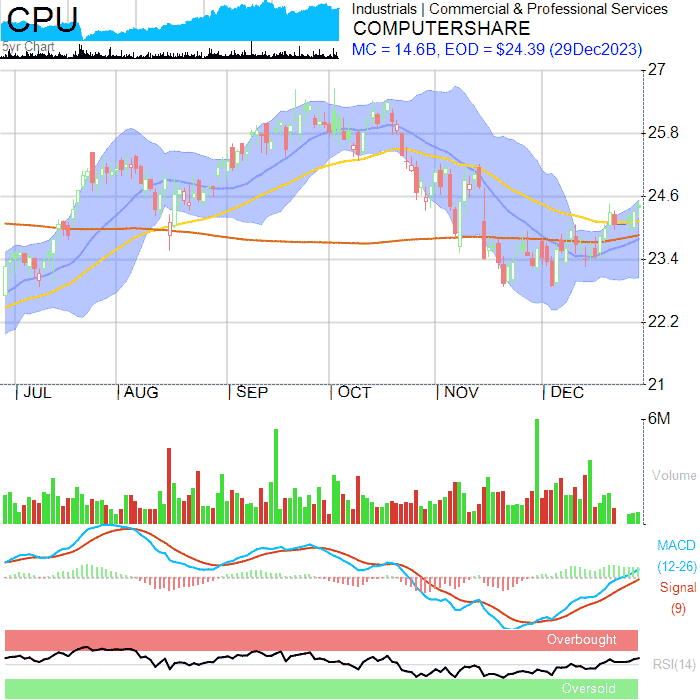 CPU
5yr Chart
Industrials | Commercial & Professional Services
COMPUTERSHARE
MC = 14.6B, EOD = $24.39 (29Dec2023)
27
25.8
24.6
23.4
22.2
21
JUL AUG SEP OCT NOV DEC
6M
Volume
MACD
(12-26)
Signal
(9)
Overbought
RSI(14)
Oversold